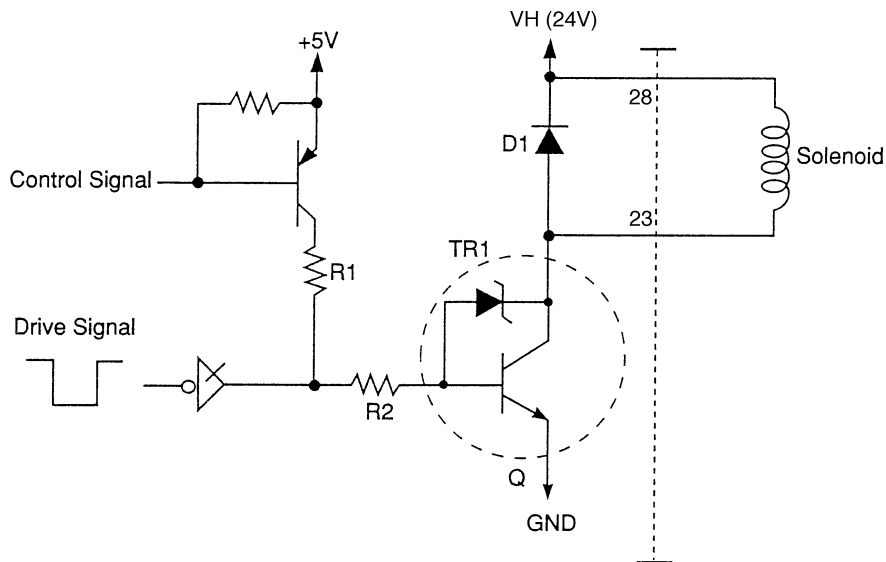 VH (24V)
+5V
28
D1
Control Signal
Solenoid
23
TR1
R1
Drive Signal
R2
Q
GND